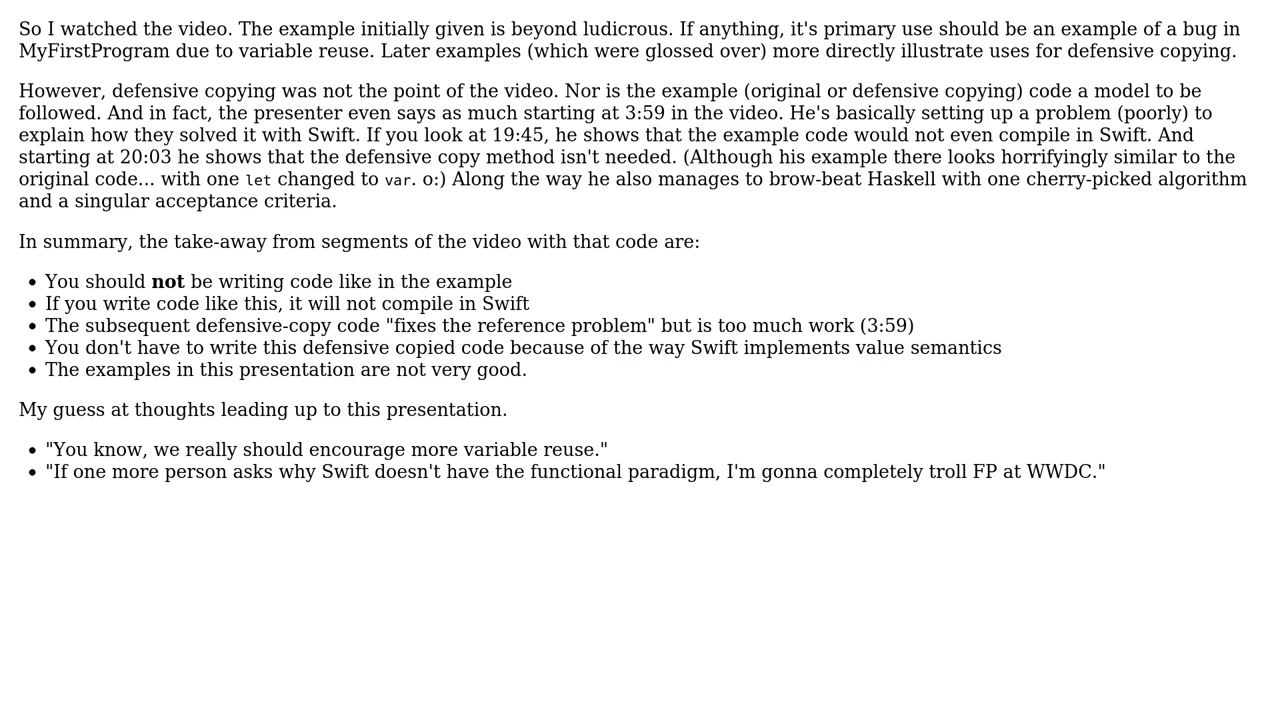 So I watched the video. The example initially given is beyond ludicrous. If anything, it's primary use should be an example of a bug in
MyFirstProgram due to variable reuse. Later examples (which were glossed over) more directly illustrate uses for defensive copying.
However, defensive copying was not the point of the video. Nor is the example (original or defensive copying) code a model to be
followed. And in fact, the presenter even says as much starting at 3:59 in the video. He's basically setting up a problem (poorly) to
explain how they solved it with Swift. If you look at 19:45, he shows that the example code would not even compile in Swift. And
starting at 20:03 he shows that the defensive copy method isn't needed. (Although his example there looks horrifyingly similar to the
original code... with one let changed to var. o:) Along the way he also manages to brow-beat Haskell with one cherry-picked algorithm
and a singular acceptance criteria.
In summary, the take-away from segments of the video with that code are:
• You should not be writing code like in the example
• If you write code like this, it will not compile in Swift
• The subsequent defensive-copy code "fixes the reference problem" but is too much work (3:59)
• You don't have to write this defensive copied code because of the way Swift implements value semantics
• The examples in this presentation are not very good.
My guess at thoughts leading up to this presentation.
• "You know, we really should encourage more variable reuse."
• "If one more person asks why Swift doesn't have the functional paradigm, I'm gonna completely troll FP at WWDC."